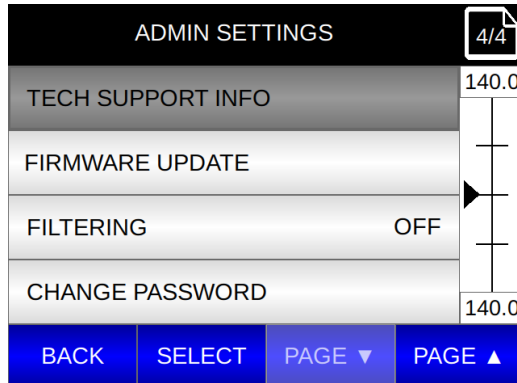 ADMIN SETTINGS
4/4
TECH SUPPORT INFO
140.0
FIRMWARE UPDATE
FILTERING OFF
CHANGE PASSWORD
140.0
BACK SELECT PAGE ▼ PAGE ▲